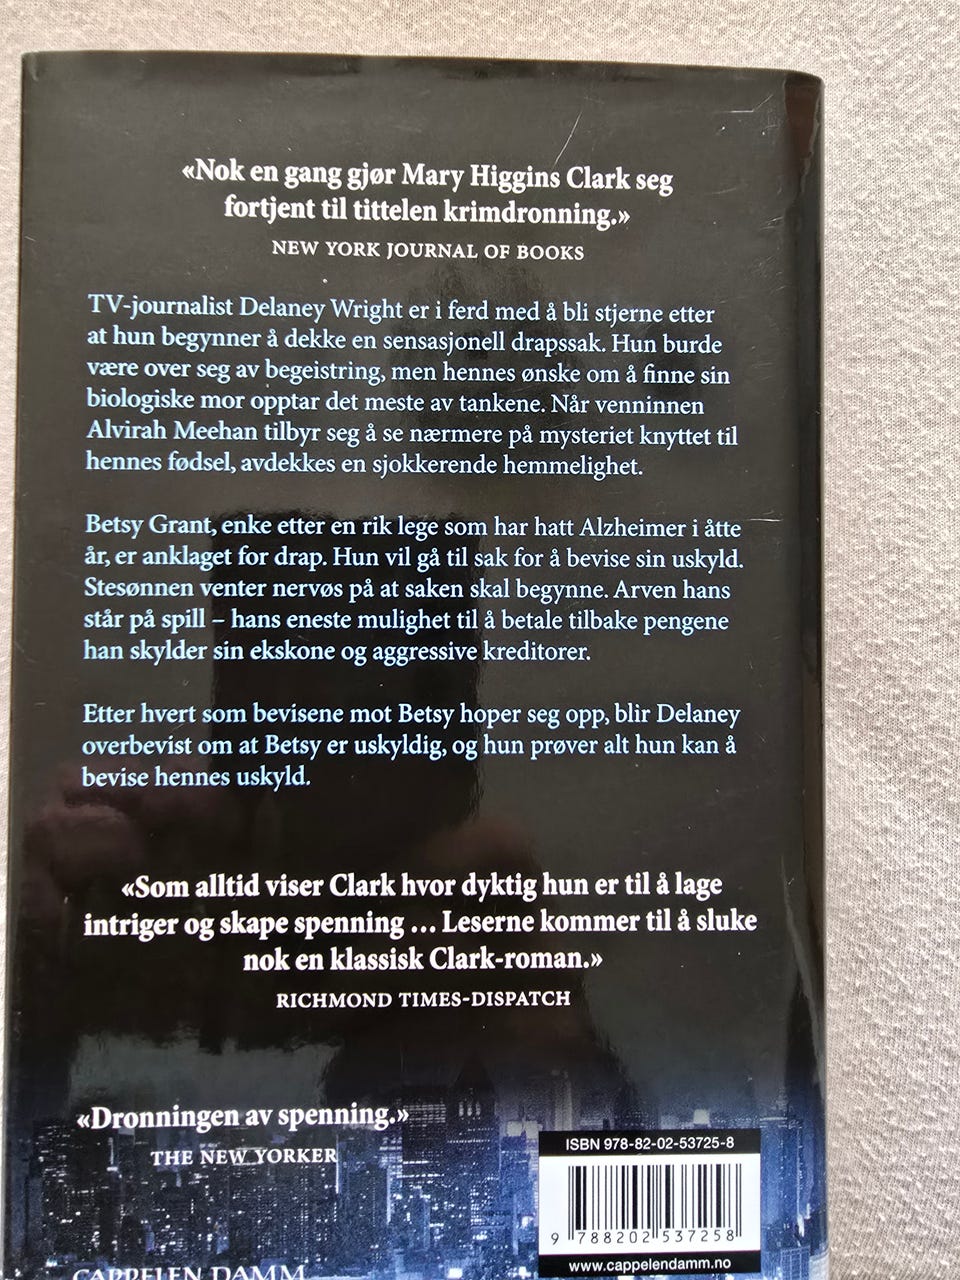 «Nok en gang gjør Mary Higgins Clark seg
fortjent til tittelen krimdronning.»
NEW YORK JOURNAL OF BOOKS
TV-journalist Delaney Wright er i ferd med å bli stjerne etter
at hun begynner å dekke en sensasjonell drapssak. Hun burde
være over seg av begeistring, men hennes ønske om å finne sin
biologiske mor opptar det meste av tankene. Når venninnen
Alvirah Meehan tilbyr seg å se nærmere på mysteriet knyttet til
hennes fødsel, avdekkes en sjokkerende hemmelighet.
Betsy Grant, enke etter en rik lege som har hatt Alzheimer i åtte
år, er anklaget for drap. Hun vil gå til sak for å bevise sin uskyld.
Stesønnen venter nervøs på at saken skal begynne. Arven hans
står på spill – hans eneste mulighet til å betale tilbake pengene
han skylder sin ekskone og aggressive kreditorer.
Etter hvert som bevisene mot Betsy hoper seg opp, blir Delaney
overbevist om at Betsy er uskyldig, og hun prøver alt hun kan å
bevise hennes uskyld.
«Som alltid viser Clark hvor dyktig hun er til å lage
intriger og skape spenning ... Leserne kommer til å sluke
nok en klassisk Clark-roman.»
RICHMOND TIMES-DISPATCH
«Dronningen av spenning.»
THE NEW YORKER
ISBN 978-82-02-53725-8
9 788202 537258
www.cappelendamm.no
CAPPELEN DAMM